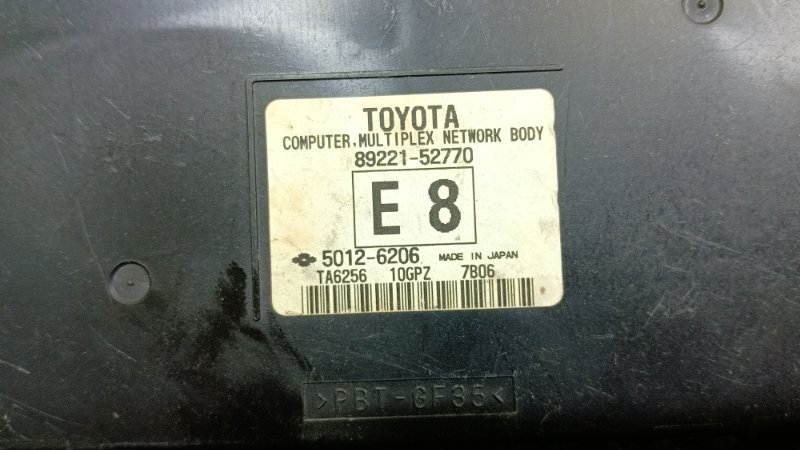 TOYOTA
COMPUTER, MULTIPLEX NETWORK BODY
89221-52770
E 8
5012-6206 MADE IN JAPAN
TA6256 10GPZ 7B06
>PBT-GF35<